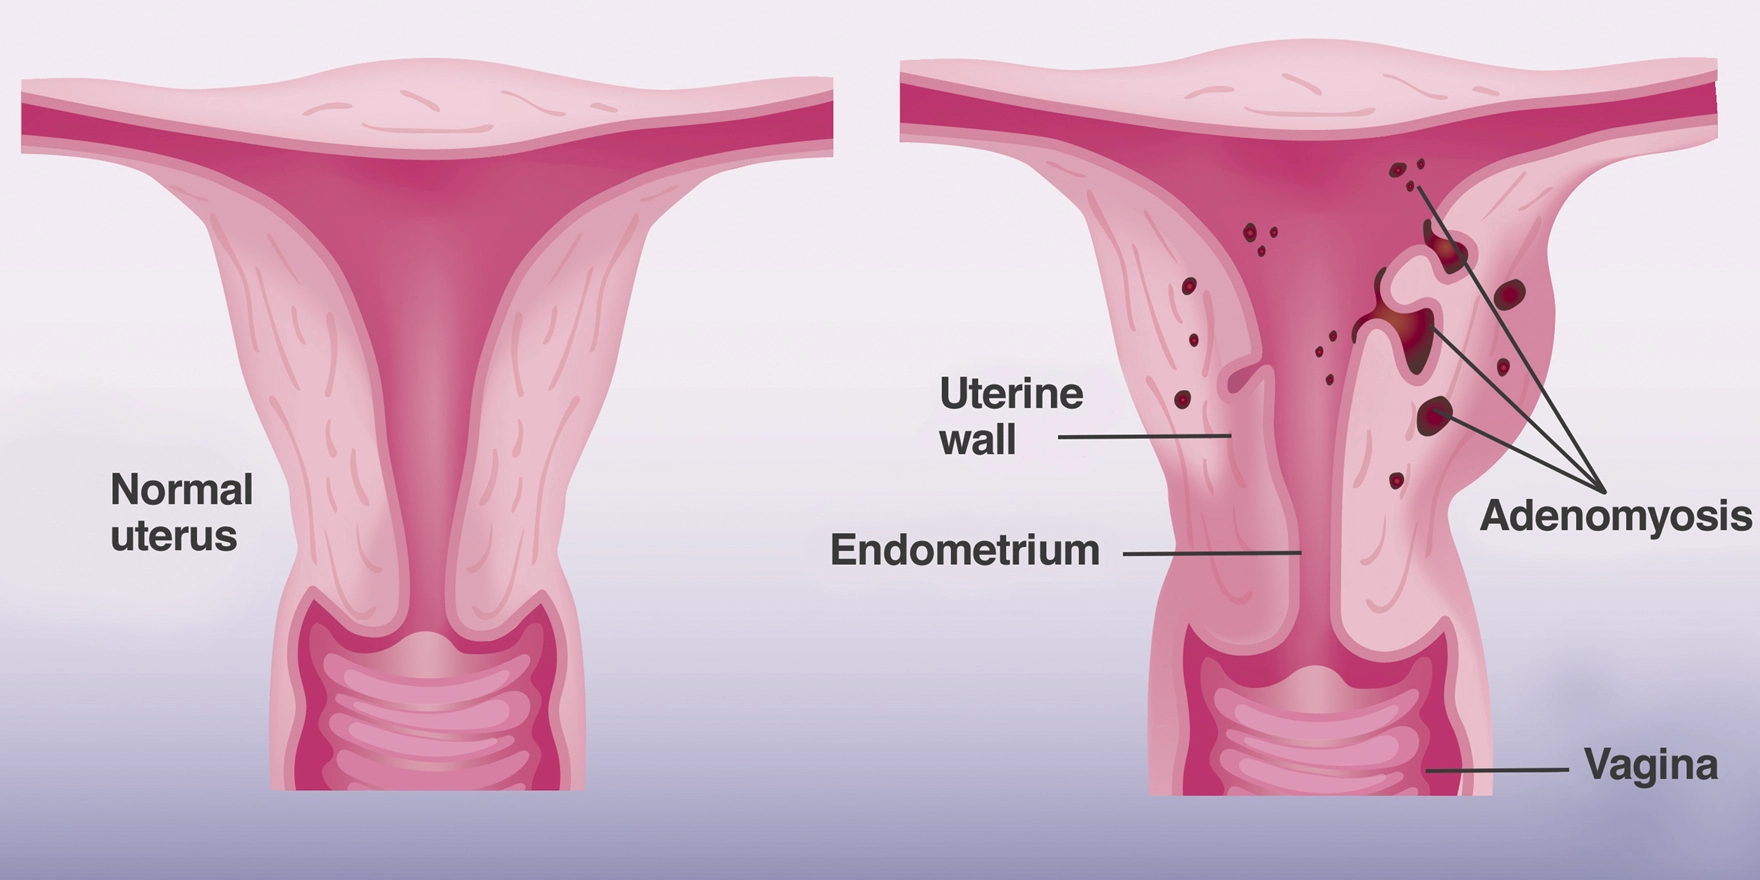 Normal
uterus
Uterine
wall
Endometrium
Adenomyosis
Vagina